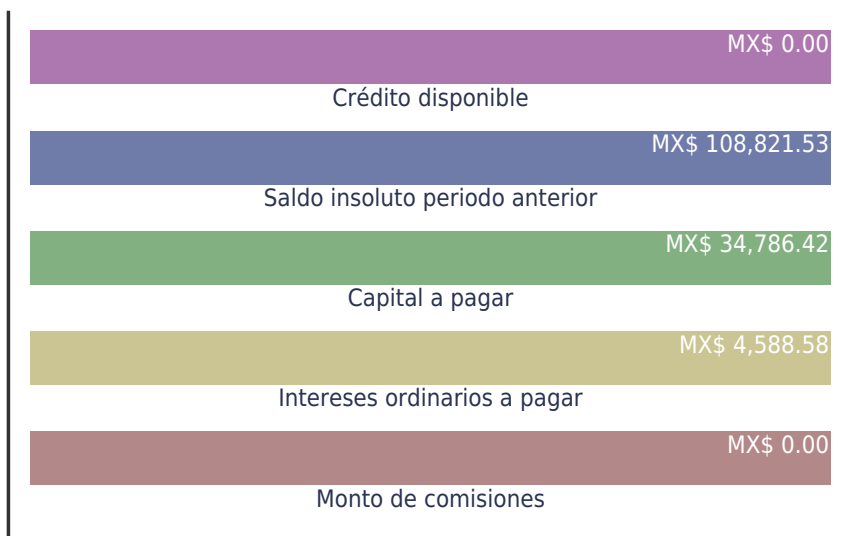 MX$ 0.00
Crédito disponible
MX$ 108,821.53
Saldo insoluto periodo anterior
MX$ 34,786.42
Capital a pagar
MX$ 4,588.58
Intereses ordinarios a pagar
MX$ 0.00
Monto de comisiones